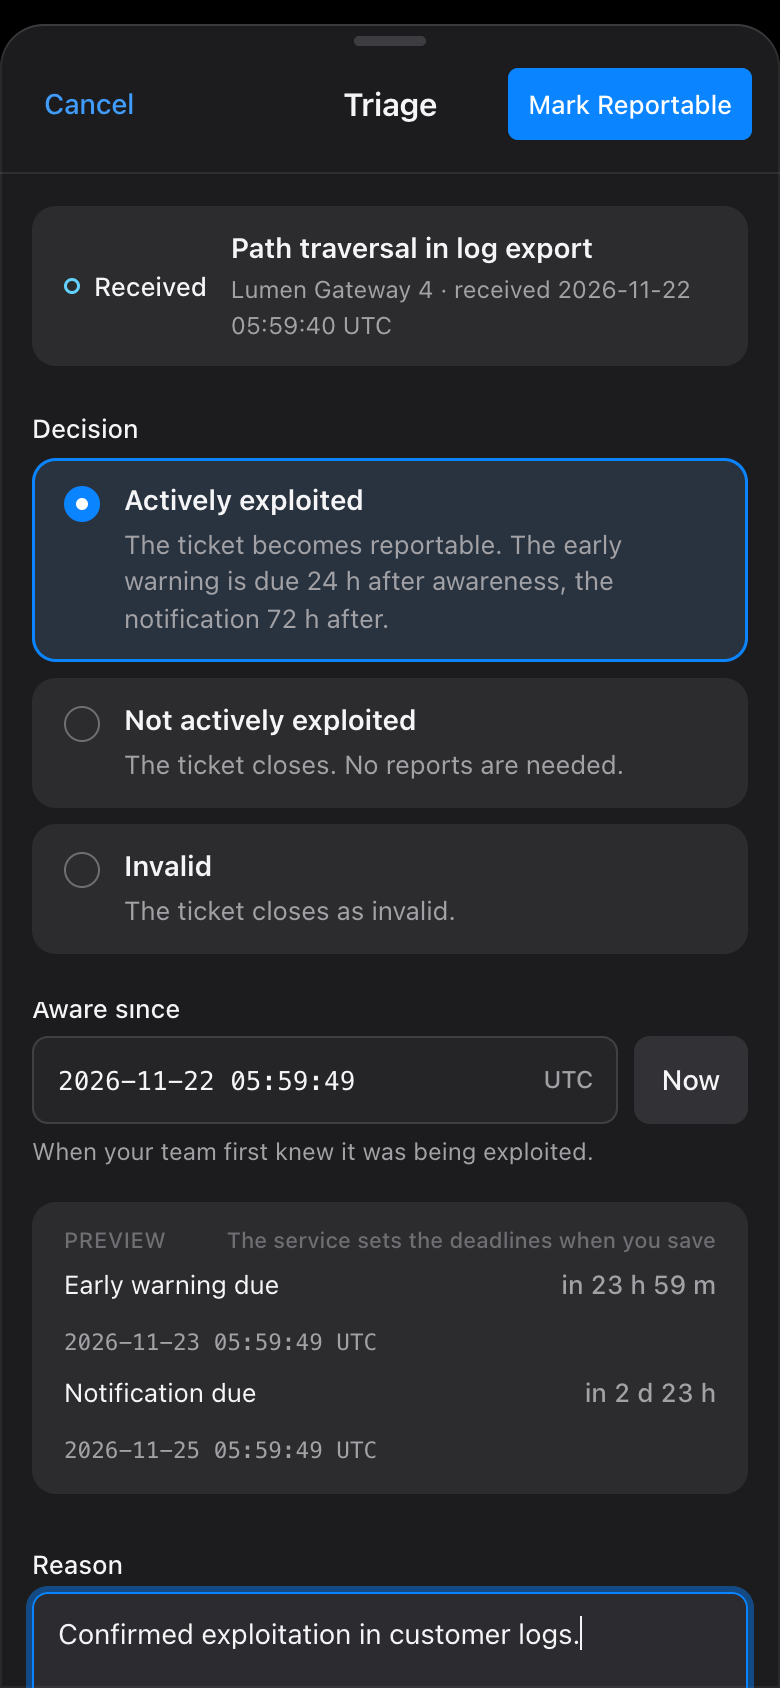 Cancel
Triage
Mark Reportable
Received
Path traversal in log export
Lumen Gateway 4 · received 2026-11-22
05:59:40 UTC
Decision
Actively exploited
The ticket becomes reportable. The early
warning is due 24 h after awareness, the
notification 72 h after.
Not actively exploited
The ticket closes. No reports are needed.
Invalid
The ticket closes as invalid.
Aware since
2026-11-22 05:59:49
UTC
Now
When your team first knew it was being exploited.
PREVIEW
The service sets the deadlines when you save
Early warning due
in 23 h 59 m
2026-11-23 05:59:49 UTC
Notification due
in 2 d 23 h
2026-11-25 05:59:49 UTC
Reason
Confirmed exploitation in customer logs.